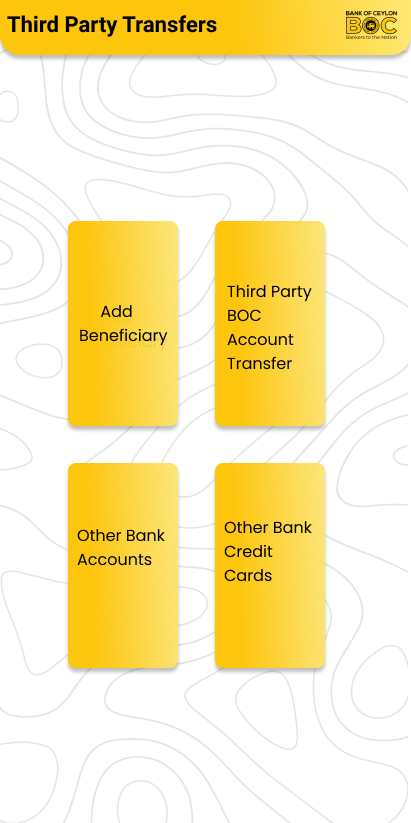 Third Party Transfers
BANK OF CEYLON
BOC
Bankers to the Nation
Add
Beneficiary
Third Party
BOC
Account
Transfer
Other Bank
Accounts
Other Bank
Credit
Cards